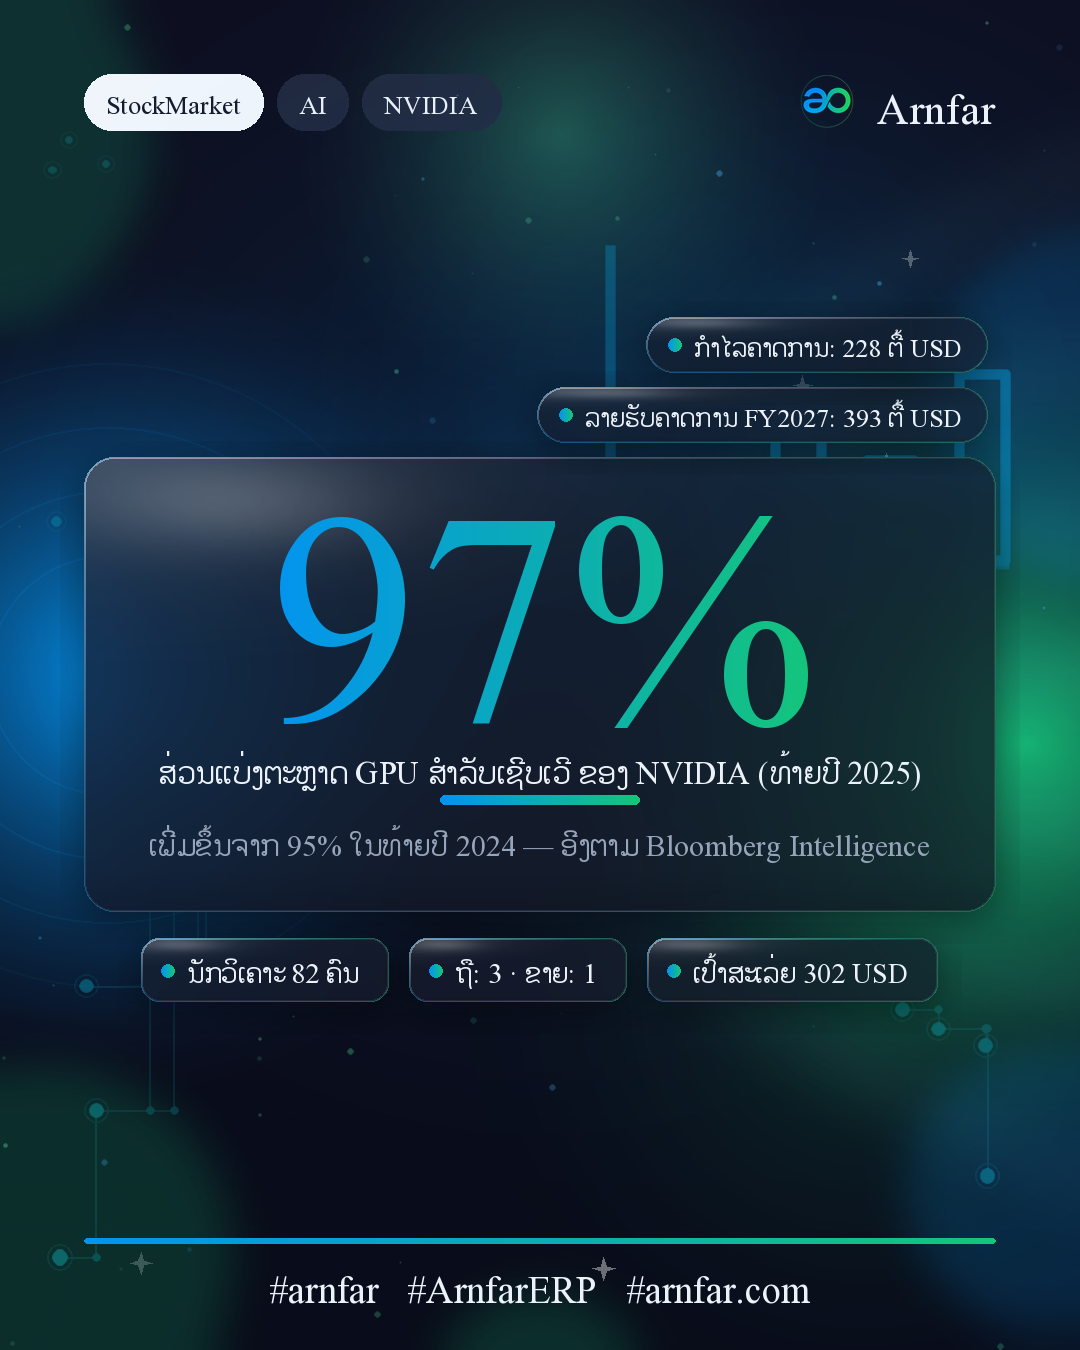 StockMarket AI NVIDIA
Arnfar
ກຳໄລຄາດການ: 228 ຕື້ USD
ລາຍຮັບຄາດການ FY2027: 393 ຕື້ USD
97%
ສ່ວນແບ່ງຕະຫຼາດ GPU ສຳລັບເຊີບເວີ ຂອງ NVIDIA (ທ້າຍປີ 2025)
ເພີ່ມຂຶ້ນຈາກ 95% ໃນທ້າຍປີ 2024 — ອີງຕາມ Bloomberg Intelligence
ນັກວິເຄາະ 82 ຄົນ
ຖື: 3 · ຂາຍ: 1
ເປົ້າສະເລ່ຍ 302 USD
#arnfar #ArnfarERP #arnfar.com